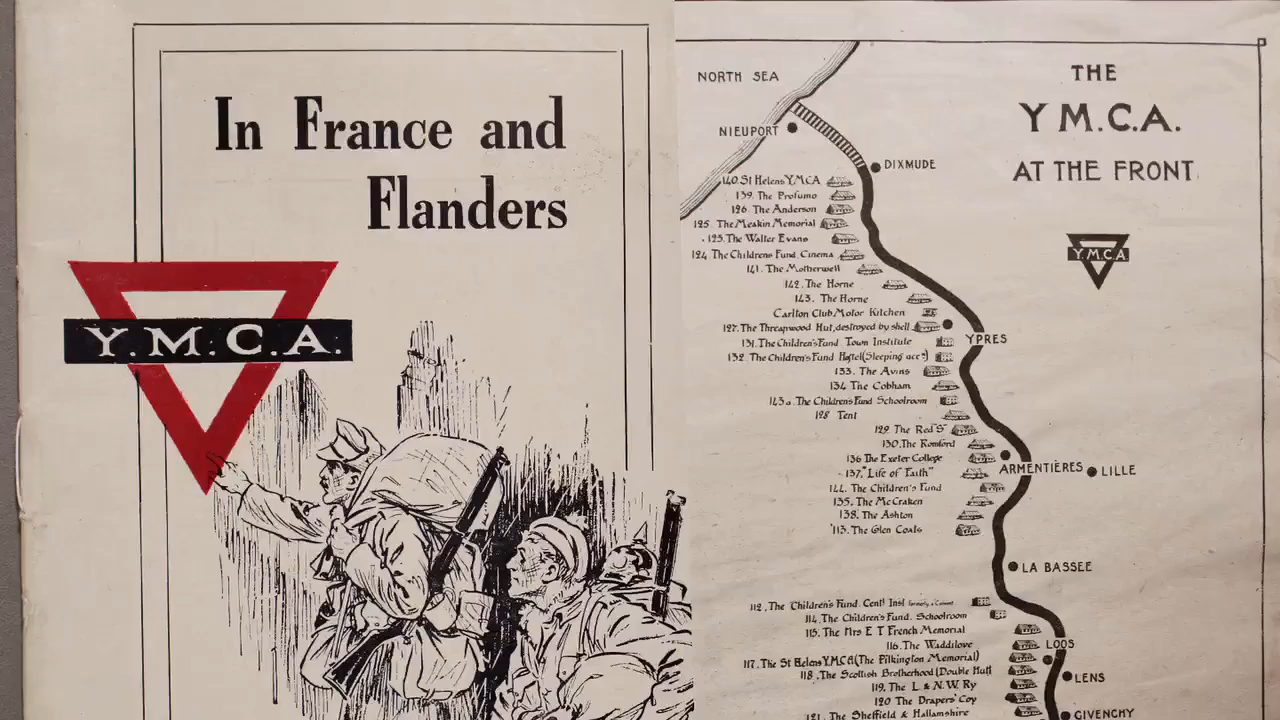 In France and
Flanders
Y.M.C.A.
THE
Y M.C.A.
AT THE FRONT
Y.M.C.A
NORTH SEA
NIEUPORT
DIXMUDE
140. St Helens Y.M.C.A
139. The Profumo
126. The Anderson
125 The Meakin Memorial
123. The Walter Evans
124. The Childrens Fund, Cinema
141. The Motherwell
142. The Horne
143. The Horne
Carlton Club Motor Kitchen
127. The Threapwood Hut, destroyed by shell
131. The Children's Fund Town Institute
YPRES
132. The Children's Fund Hostel (Sleeping accn)
133. The Avins
134 The Cobham
143a. The Children's Fund Schoolroom
128 Tent
129 The Red "S"
130. The Romford
136 The Exeter College
ARMENTIÈRES
LILLE
137. "Life of Faith"
144. The Children's Fund
135. The McCraken
138. The Ashton
113. The Glen Coats
LA BASSEE
112. The Children's Fund. Centl Inst
114. The Children's Fund. Schoolroom
115. The Mrs E T French Memorial
116. The Waddilove
LOOS
117. The St Helens Y.M.C.A (The Pilkington Memorial)
118. The Scottish Brotherhood (Double Hut)
LENS
119. The L & N. W. Ry
120 The Drapers' Coy
121. The Sheffield & Hallamshire
GIVENCHY